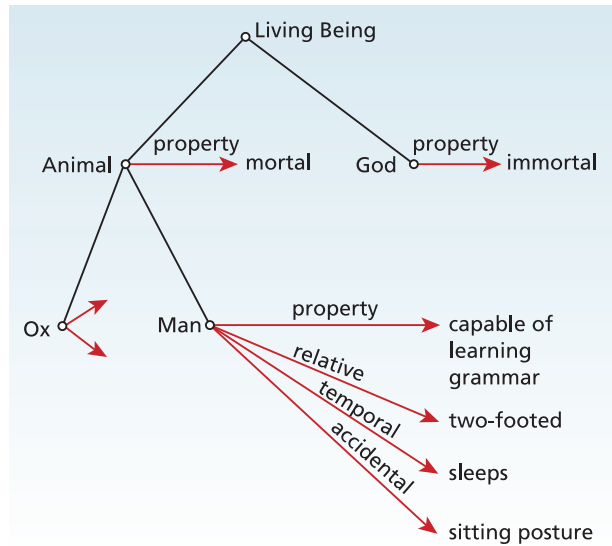 Living Being
property
property
Animal
mortal
God
immortal
Ox
Man
property
capable of
learning
grammar
relative
two-footed
temporal
sleeps
accidental
sitting posture